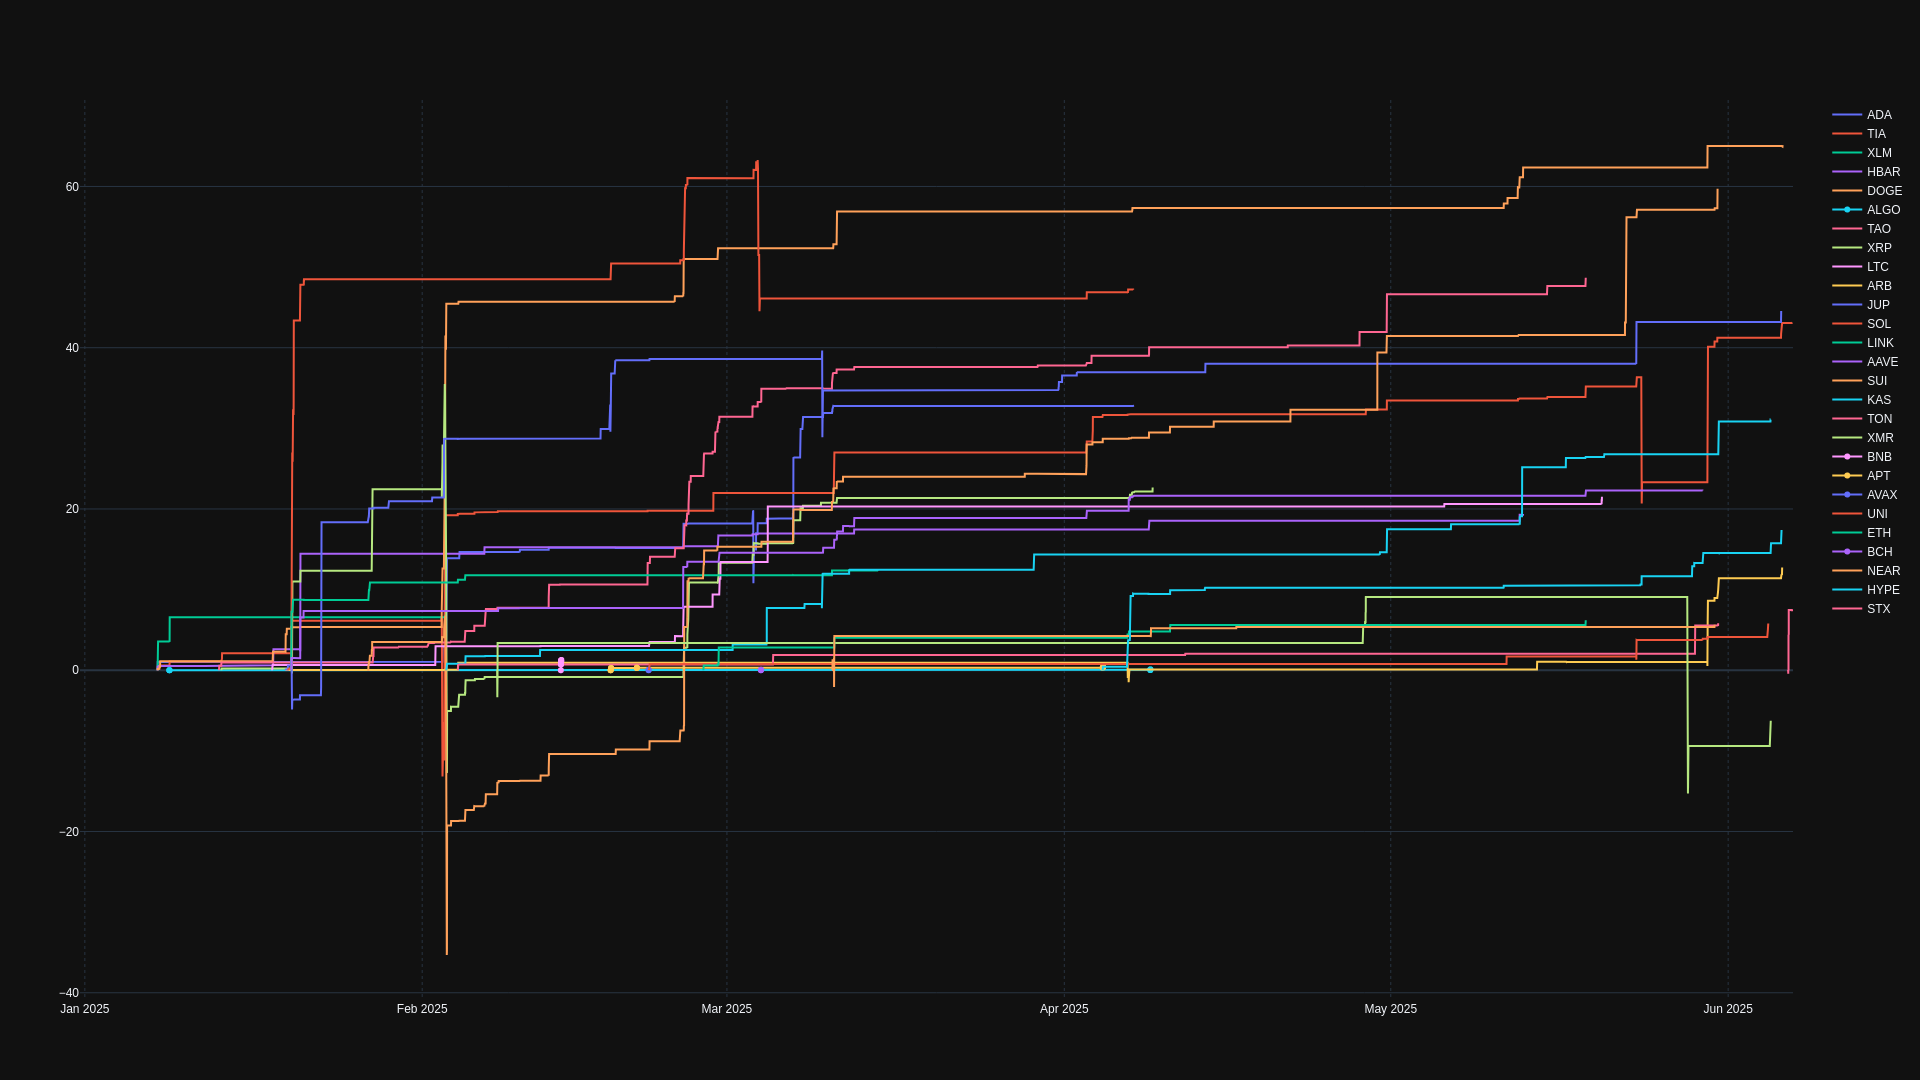 60
40
20
0
−20
−40
Jan 2025
Feb 2025
Mar 2025
Apr 2025
May 2025
Jun 2025
ADA
TIA
XLM
HBAR
DOGE
ALGO
TAO
XRP
LTC
ARB
JUP
SOL
LINK
AAVE
SUI
KAS
TON
XMR
BNB
APT
AVAX
UNI
ETH
BCH
NEAR
HYPE
STX